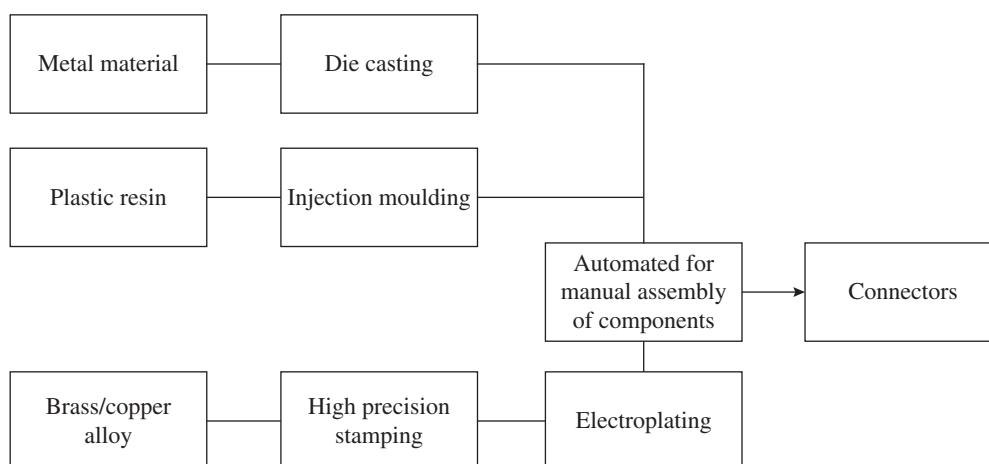 Metal material
Die casting
Plastic resin
Injection moulding
Automated for
manual assembly
of components
Connectors
Brass/copper
alloy
High precision
stamping
Electroplating